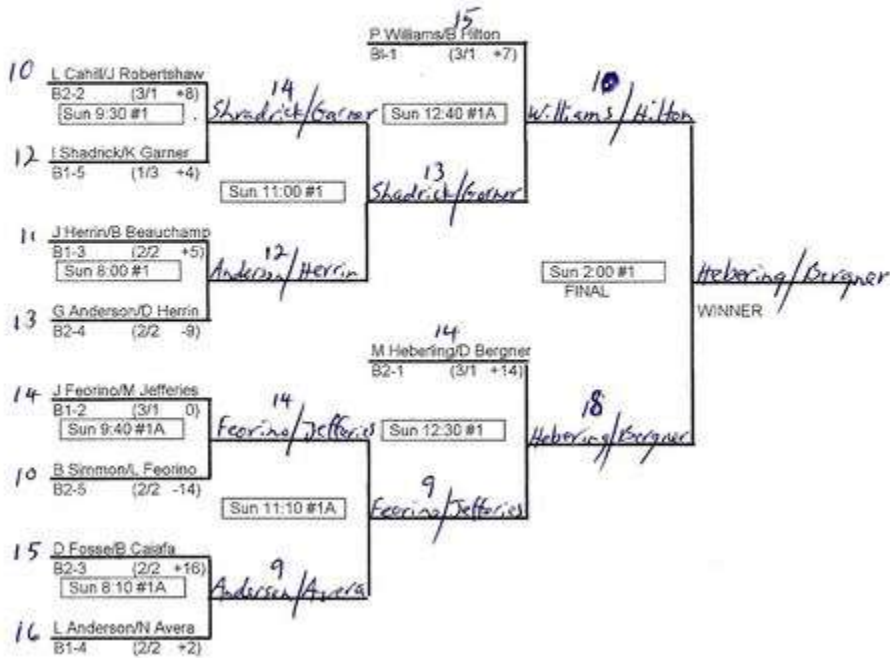 15
P Williams/B Hilton
BI-1 (3/1 +7)
10
L Cahill/J Robertshaw
B2-2 (3/1 +8)
Sun 9:30 #1
14
Shradrick/Garner
Sun 12:40 #1A
10
Williams/Hilton
12
I Shadrick/K Garner
B1-5 (1/3 +4)
Sun 11:00 #1
13
Shadrick/Garner
11
J Herrin/B Beauchamp
B1-3 (2/2 +5)
Sun 8:00 #1
12
Anderson/Herrin
Sun 2:00 #1
FINAL
Hebering/Bergner
WINNER
13
G Anderson/D Herrin
B2-4 (2/2 -9)
14
M Heberling/D Bergner
B2-1 (3/1 +14)
14
J Feorino/M Jefferies
B1-2 (3/1 0)
Sun 9:40 #1A
14
Feorino/Jefferies
Sun 12:30 #1
18
Hebering/Bergner
10
B Simmon/L Feorino
B2-5 (2/2 -14)
Sun 11:10 #1A
9
Feorino/Jefferies
15
D Fosse/B Caiafa
B2-3 (2/2 +16)
Sun 8:10 #1A
9
Anderson/Avera
16
L Anderson/N Avera
B1-4 (2/2 +2)